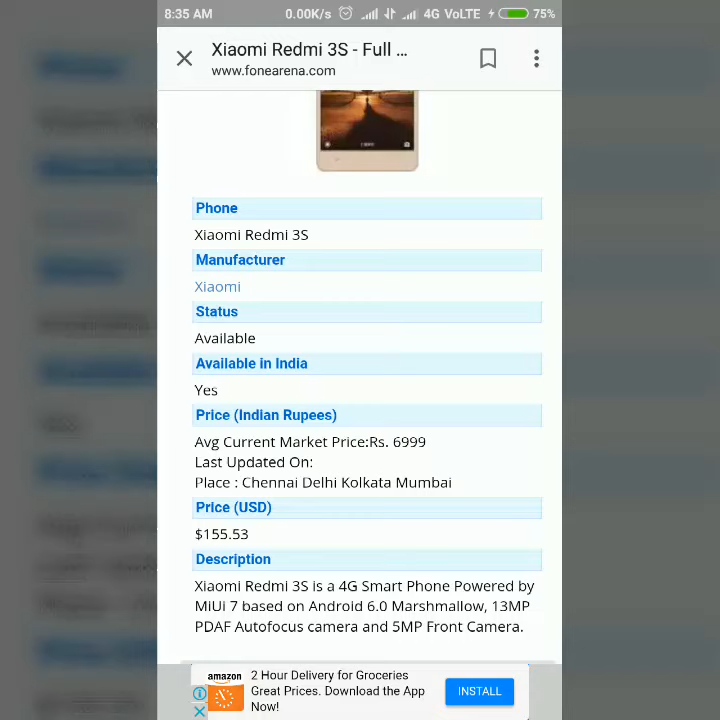 8:35 AM 0.00K/s 4G VoLTE 75%
Xiaomi Redmi 3S - Full ...
www.fonearena.com
Phone
Xiaomi Redmi 3S
Manufacturer
Xiaomi
Status
Available
Available in India
Yes
Price (Indian Rupees)
Avg Current Market Price:Rs. 6999
Last Updated On:
Place : Chennai Delhi Kolkata Mumbai
Price (USD)
$155.53
Description
Xiaomi Redmi 3S is a 4G Smart Phone Powered by
MiUi 7 based on Android 6.0 Marshmallow, 13MP
PDAF Autofocus camera and 5MP Front Camera.
amazon
2 Hour Delivery for Groceries
Great Prices. Download the App
Now!
INSTALL